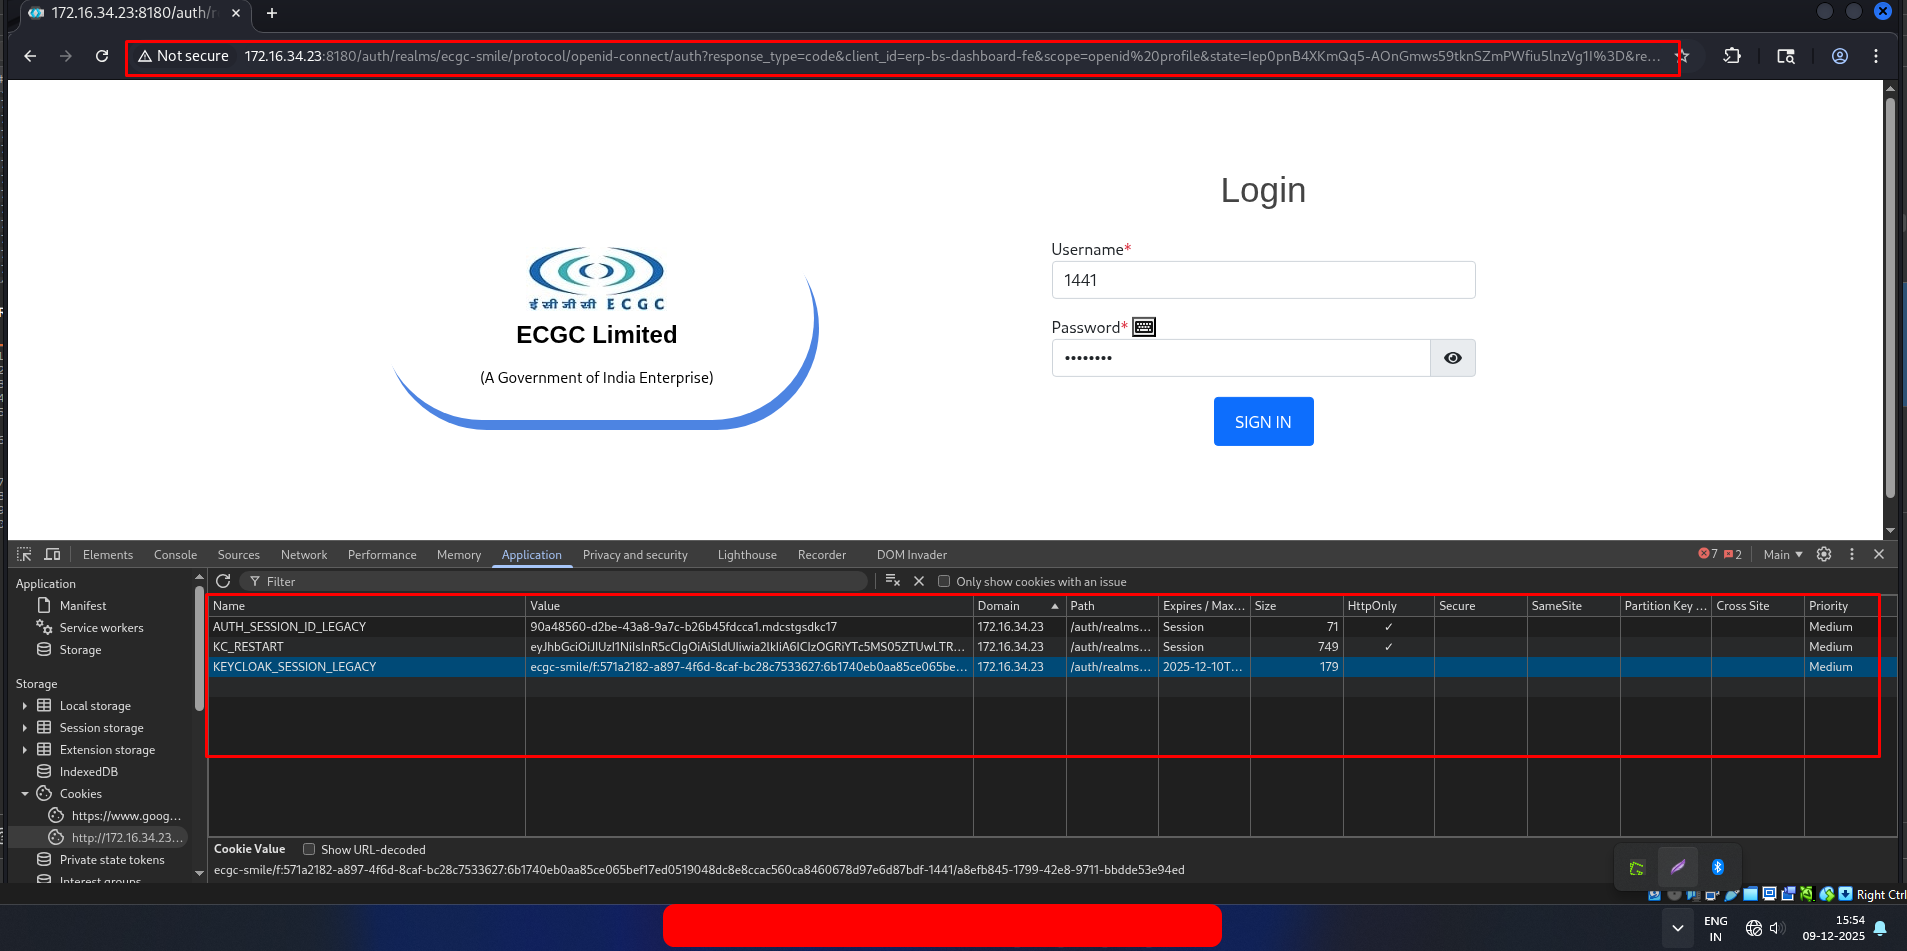 172.16.34.23:8180/auth/re
Not secure 172.16.34.23:8180/auth/realms/ecgc-smile/protocol/openid-connect/auth?response_type=code&client_id=erp-bs-dashboard-fe&scope=openid%20profile&state=Iep0pnB4XKmQq5-AOnGmws59tknSZmPWfiu5lnzVg1I%3D&re...
Login
Username*
1441
Password*
••••••••
SIGN IN
ई सी जी सी E C G C
ECGC Limited
(A Government of India Enterprise)
Elements Console Sources Network Performance Memory Application Privacy and security Lighthouse Recorder DOM Invader 7 2 Main
Application
Manifest
Service workers
Storage
Storage
Local storage
Session storage
Extension storage
IndexedDB
Cookies
https://www.goog...
http://172.16.34.23...
Private state tokens
Interest groups
Filter Only show cookies with an issue
Name Value Domain Path Expires / Max... Size HttpOnly Secure SameSite Partition Key ... Cross Site Priority
AUTH_SESSION_ID_LEGACY 90a48560-d2be-43a8-9a7c-b26b45fdcca1.mdcstgsdkc17 172.16.34.23 /auth/realms... Session 71 ✓ Medium
KC_RESTART eyJhbGciOiJIUzI1NiIsInR5cCIgOiAiSldUIiwia2lkIiA6ICIzOGRiYTc5MS05ZTUwLTR... 172.16.34.23 /auth/realms... Session 749 ✓ Medium
KEYCLOAK_SESSION_LEGACY ecgc-smile/f:571a2182-a897-4f6d-8caf-bc28c7533627:6b1740eb0aa85ce065be... 172.16.34.23 /auth/realms... 2025-12-10T... 179 Medium
Cookie Value Show URL-decoded
ecgc-smile/f:571a2182-a897-4f6d-8caf-bc28c7533627:6b1740eb0aa85ce065bef17ed0519048dc8e8ccac560ca8460678d97e6d87bdf-1441/a8efb845-1799-42e8-9711-bbdde53e94ed
Right Ctrl
ENG
IN
15:54
09-12-2025